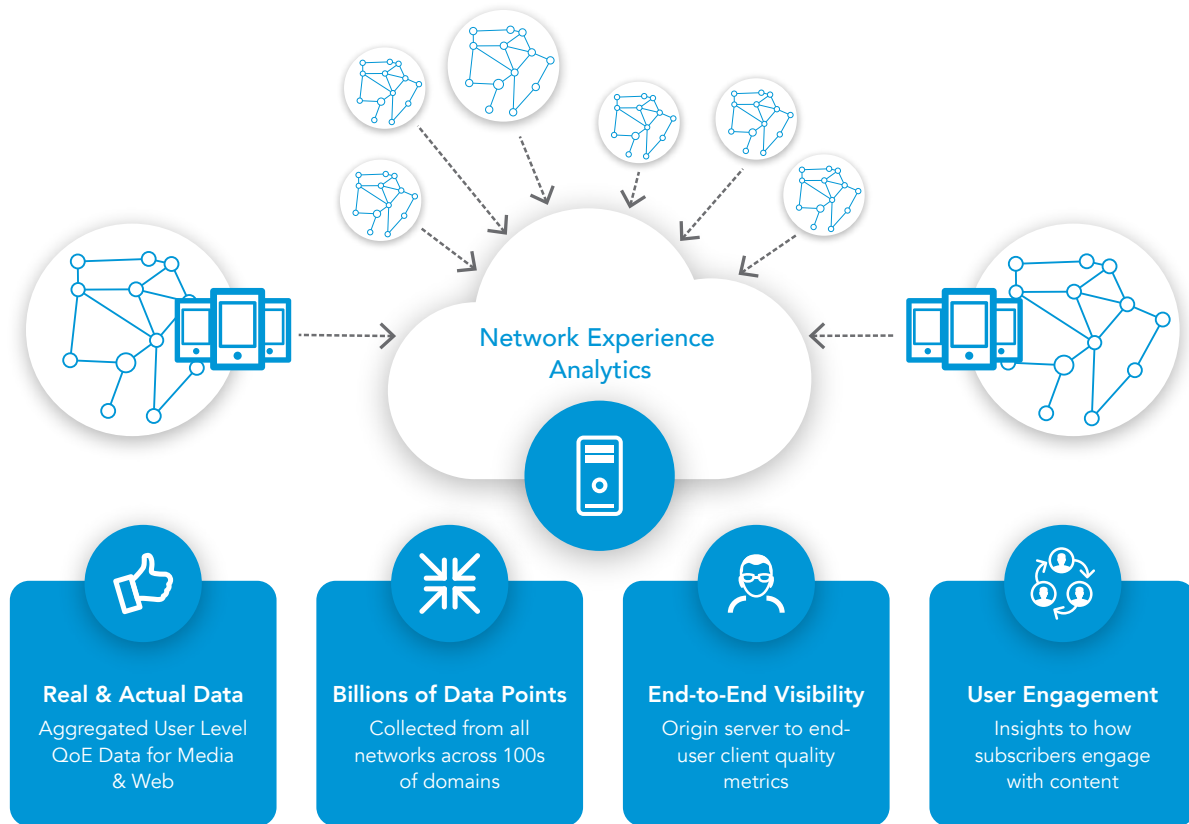 Network Experience
Analytics
Real & Actual Data
Aggregated User Level
QoE Data for Media
& Web
Billions of Data Points
Collected from all
networks across 100s
of domains
End-to-End Visibility
Origin server to end-
user client quality
metrics
User Engagement
Insights to how
subscribers engage
with content